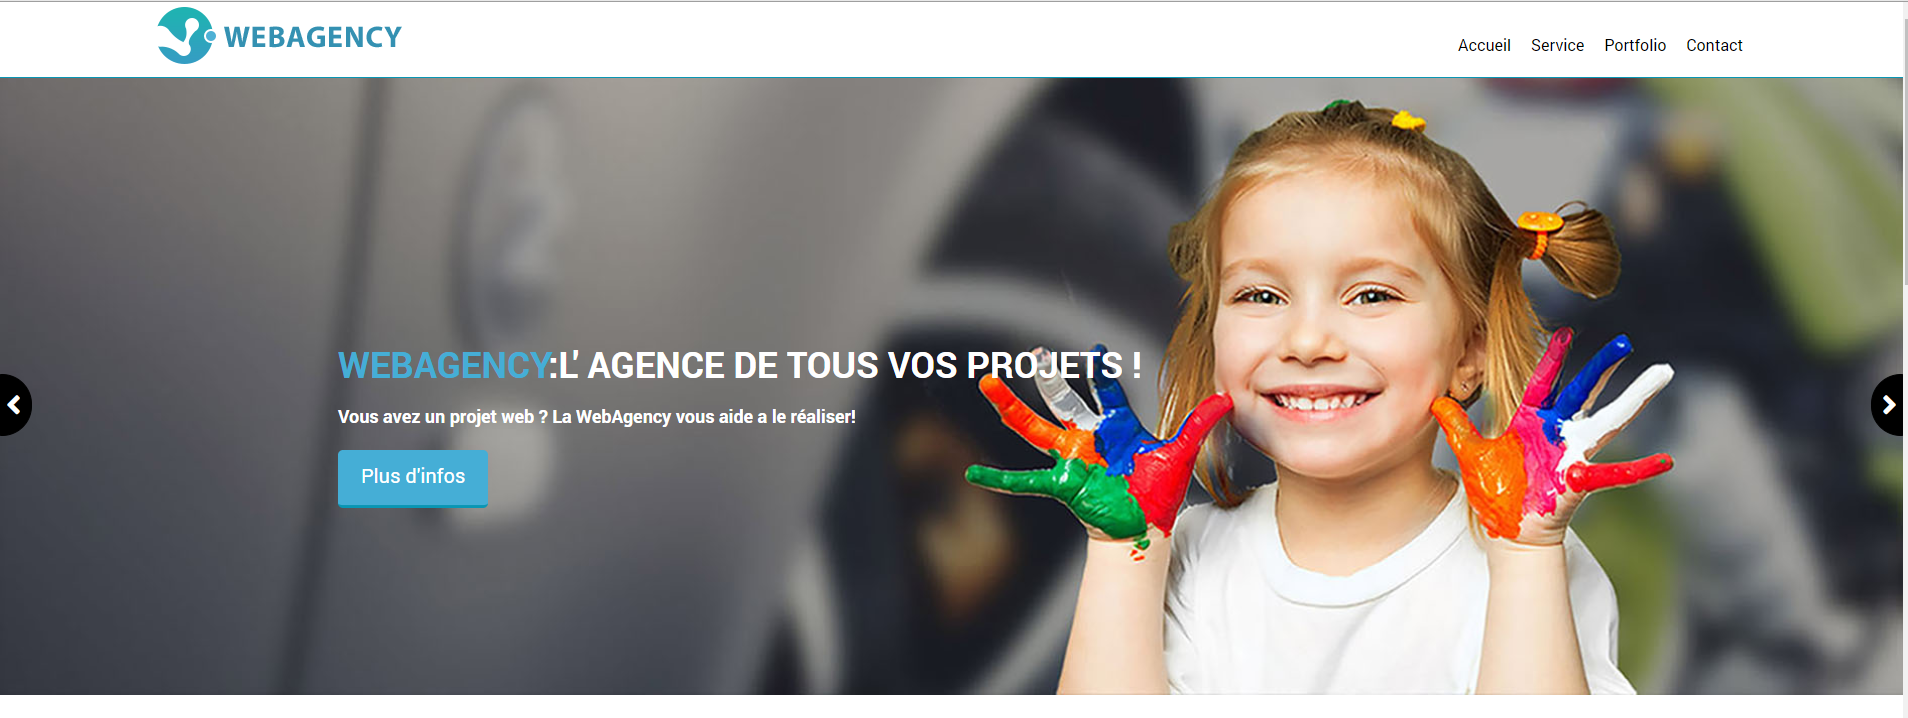 WEBAGENCY
Accueil Service Portfolio Contact
WEBAGENCY:L' AGENCE DE TOUS VOS PROJETS !
Vous avez un projet web ? La WebAgency vous aide a le réaliser!
Plus d'infos